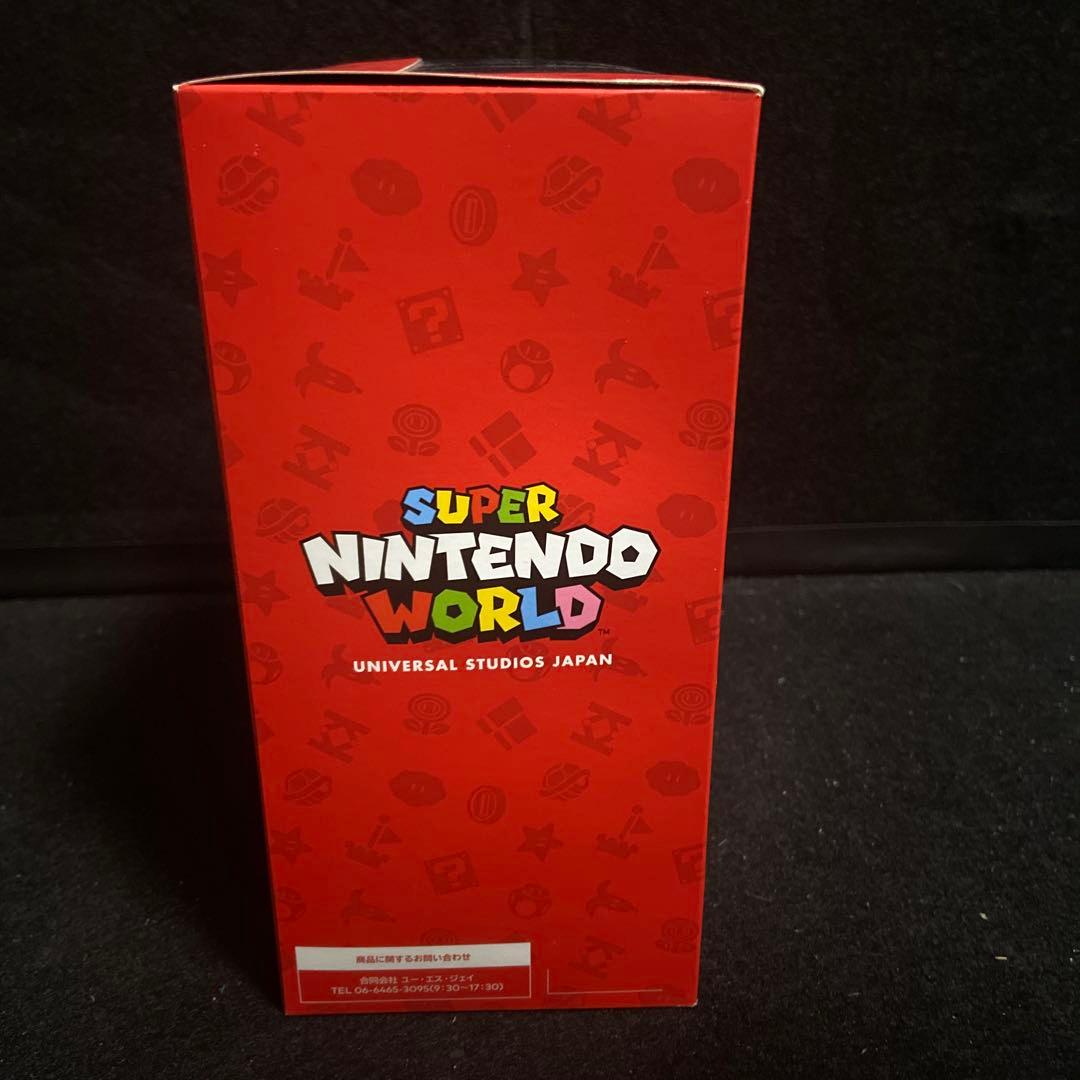 SUPER
NINTENDO
WORLD™
UNIVERSAL STUDIOS JAPAN
商品に関するお問い合わせ
合同会社 ユー・エス・ジェイ
TEL 06-6465-3095(9:30～17:30)